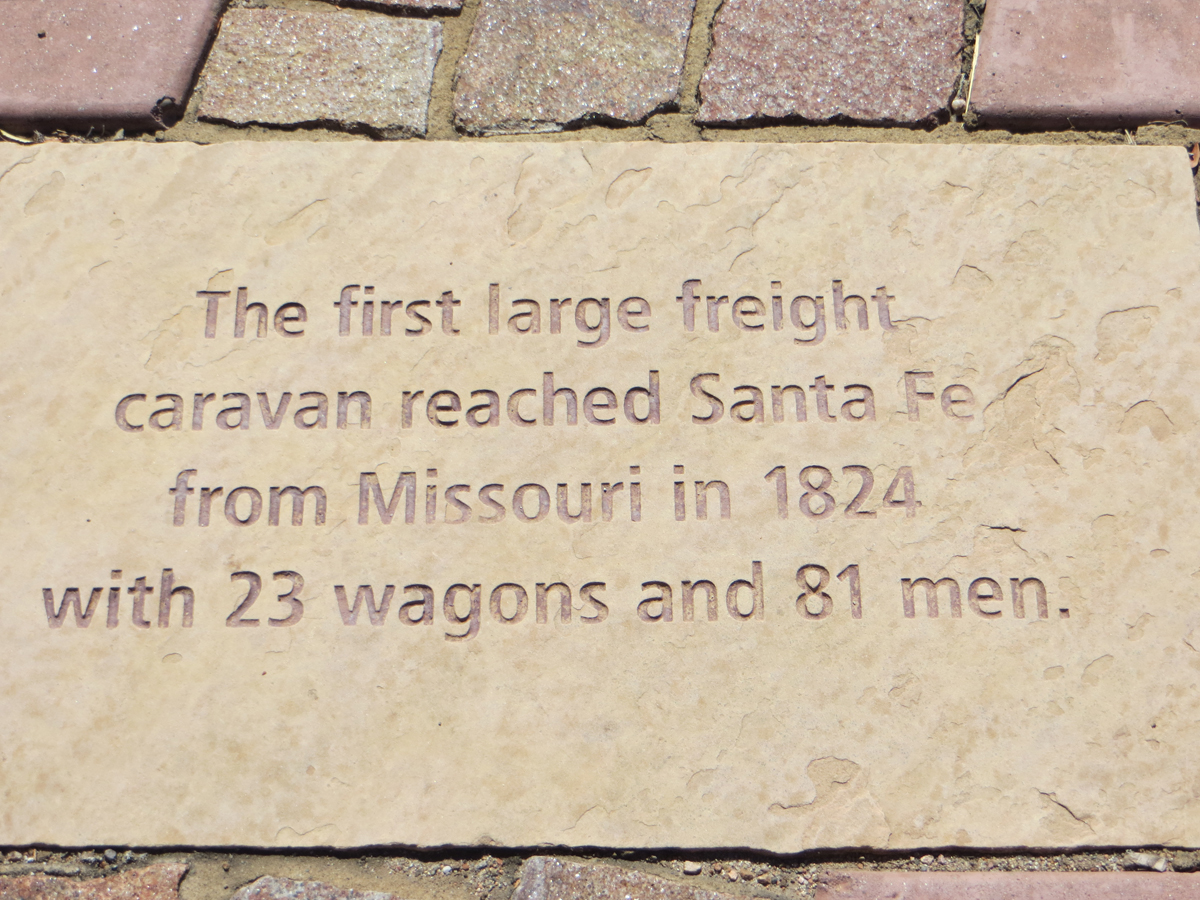 The first large freight
caravan reached Santa Fe
from Missouri in 1824
with 23 wagons and 81 men.